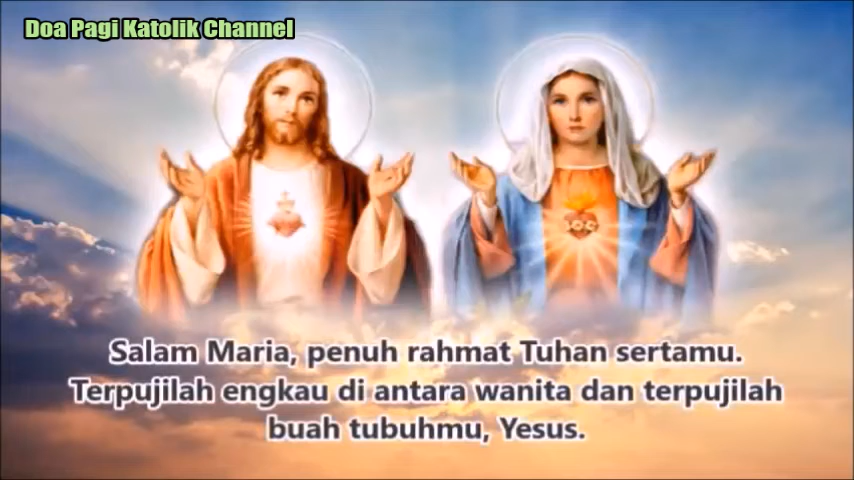 Doa Pagi Katolik Channel
Salam Maria, penuh rahmat Tuhan sertamu.
Terpujilah engkau di antara wanita dan terpujilah
buah tubuhmu, Yesus.